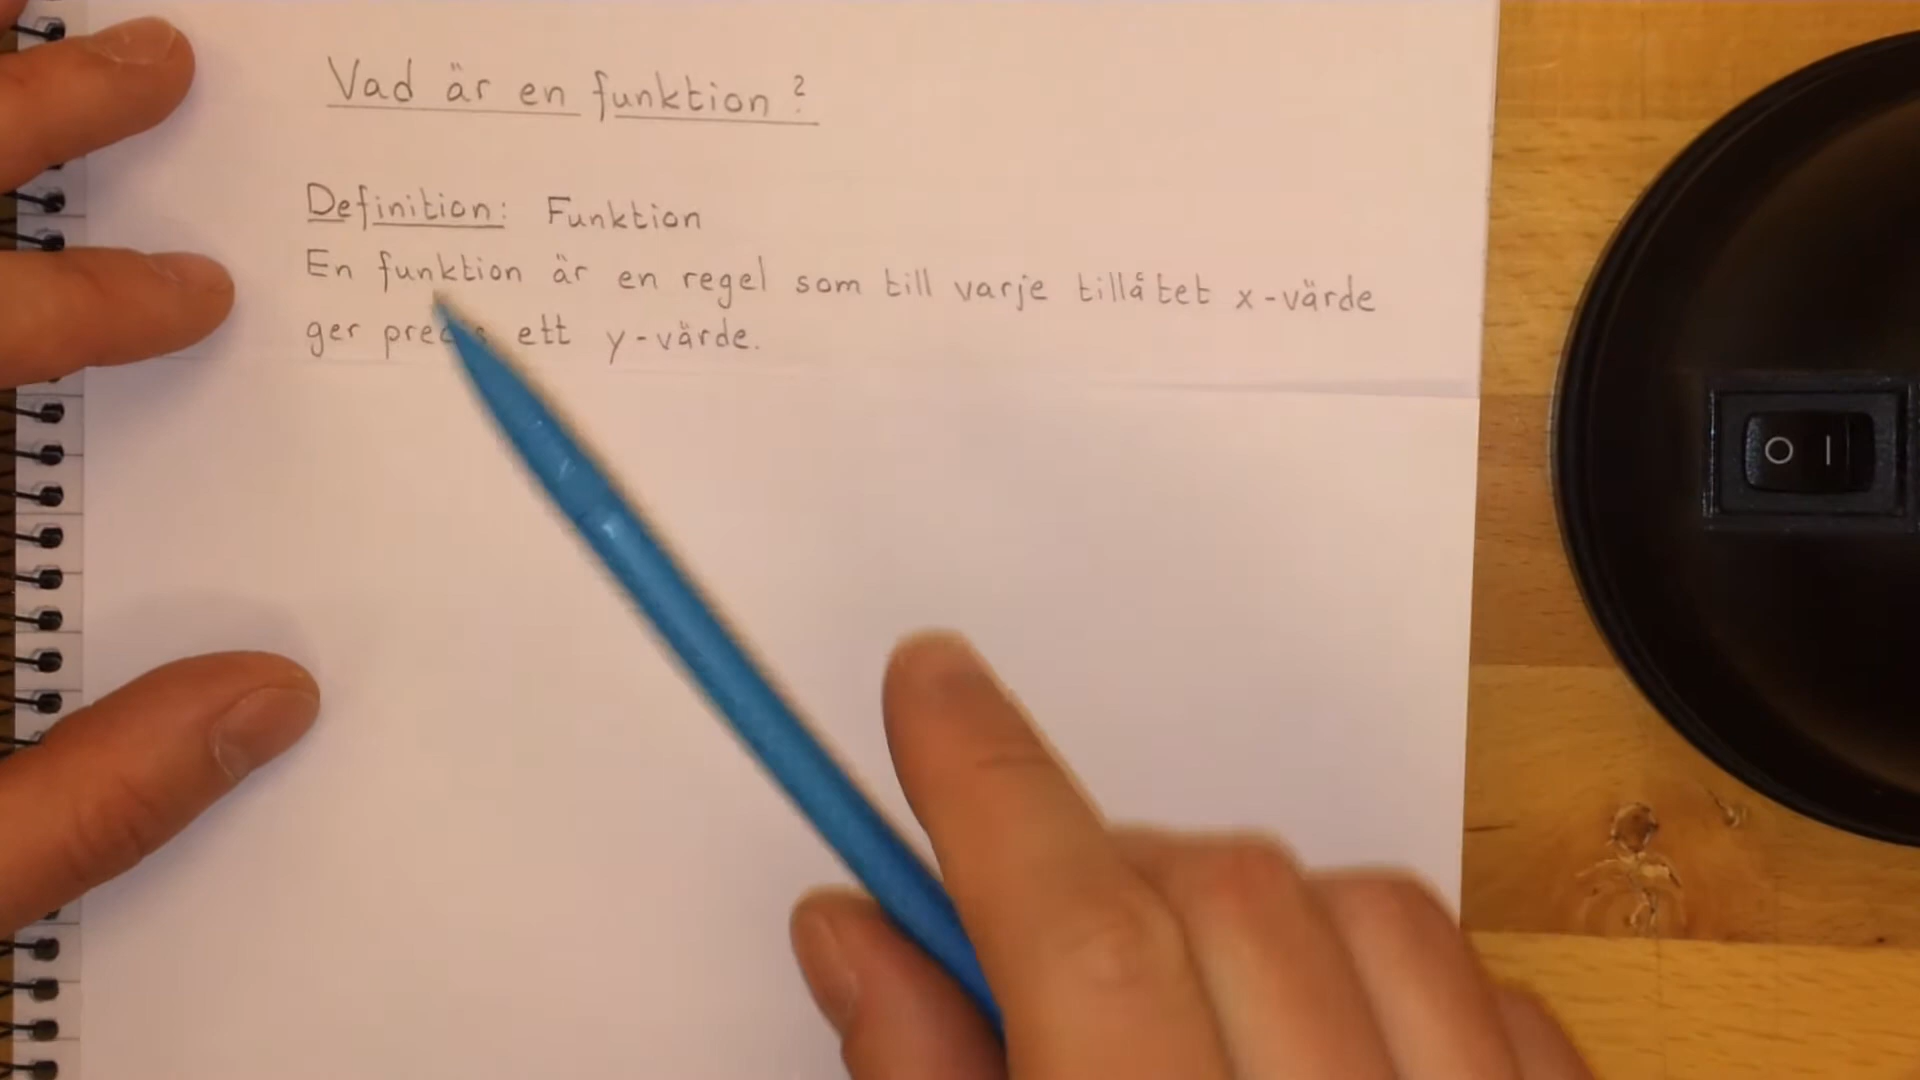 Vad är en funktion?
Definition: Funktion
En funktion är en regel som till varje tillåtet x-värde
ger precis ett y-värde.
O I